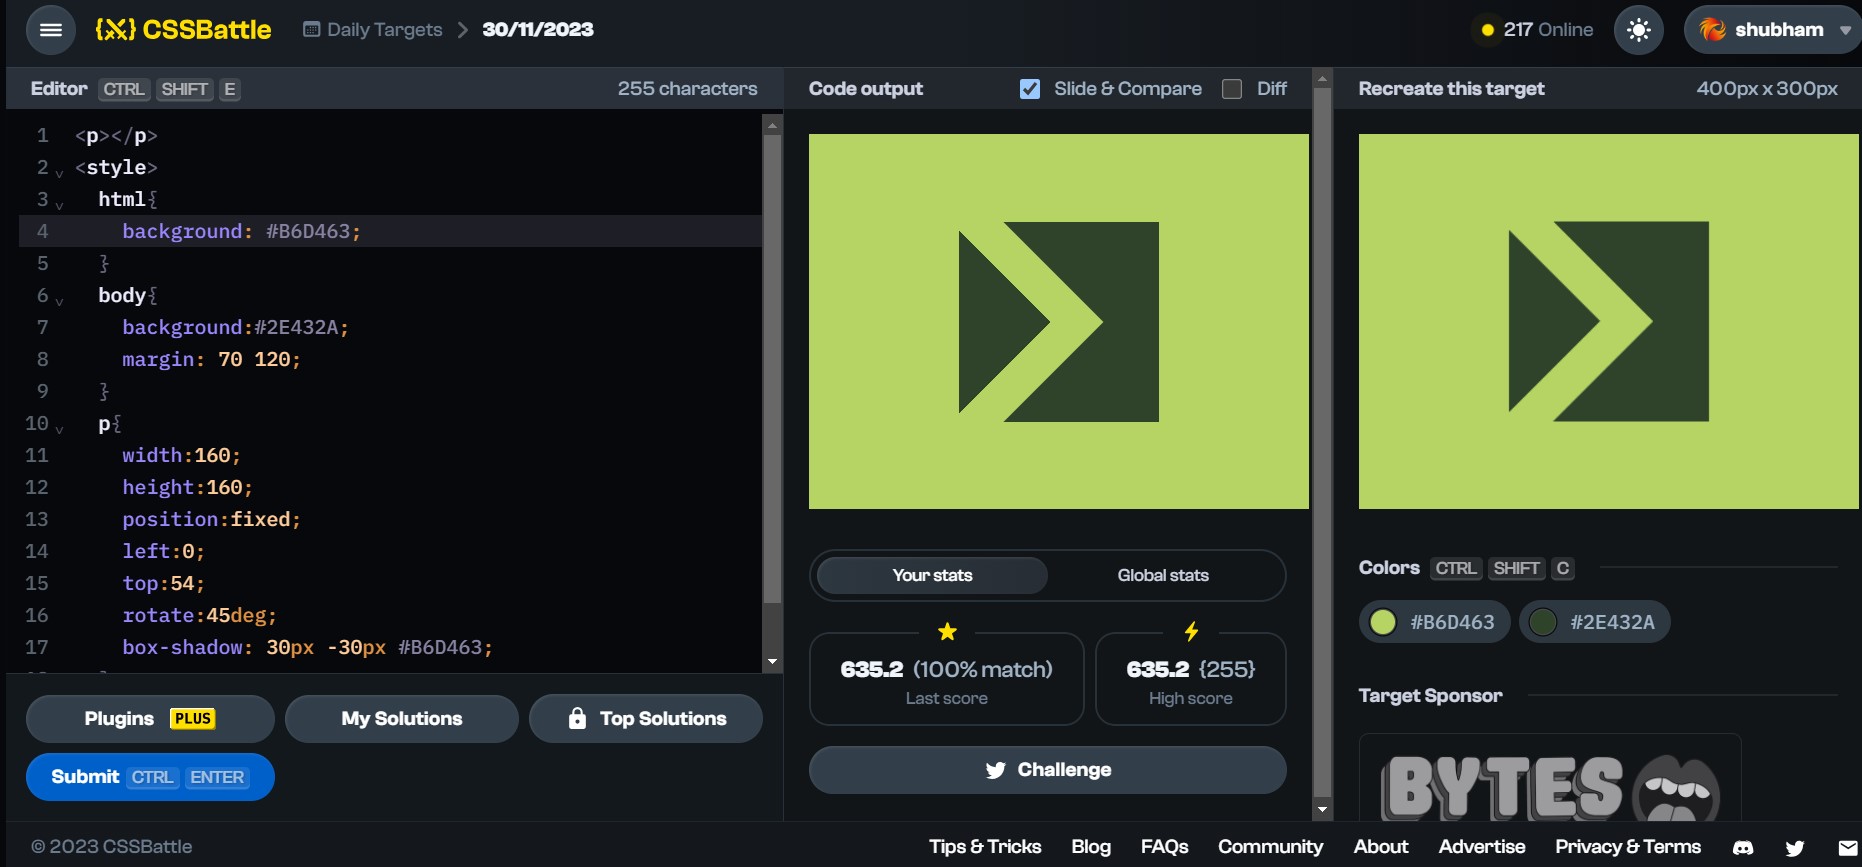 {X} CSSBattle Daily Targets 30/11/2023 217 Online shubham
Editor CTRL SHIFT E 255 characters
1 <p></p>
2 <style>
3 html{
4 background: #B6D463;
5 }
6 body{
7 background:#2E432A;
8 margin: 70 120;
9 }
10 p{
11 width:160;
12 height:160;
13 position:fixed;
14 left:0;
15 top:54;
16 rotate:45deg;
17 box-shadow: 30px -30px #B6D463;
Plugins PLUS My Solutions Top Solutions
Submit CTRL ENTER
Code output Slide & Compare Diff
Your stats Global stats
635.2 (100% match)
Last score
635.2 {255}
High score
Challenge
Recreate this target 400px x 300px
Colors CTRL SHIFT C
#B6D463 #2E432A
Target Sponsor
BYTES
© 2023 CSSBattle Tips & Tricks Blog FAQs Community About Advertise Privacy & Terms